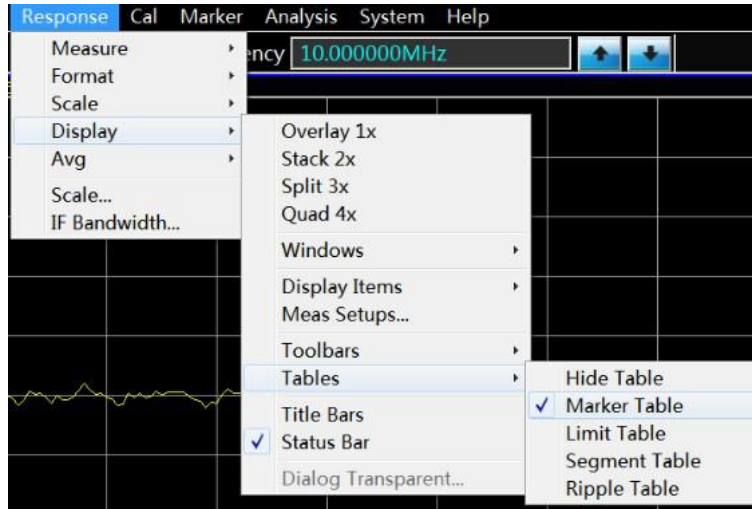 Response Cal Marker Analysis System Help
ency 10.000000MHz
Measure
Format
Scale
Display
Avg
Scale...
IF Bandwidth...
Overlay 1x
Stack 2x
Split 3x
Quad 4x
Windows
Display Items
Meas Setups...
Toolbars
Tables
Title Bars
Status Bar
Dialog Transparent...
Hide Table
Marker Table
Limit Table
Segment Table
Ripple Table